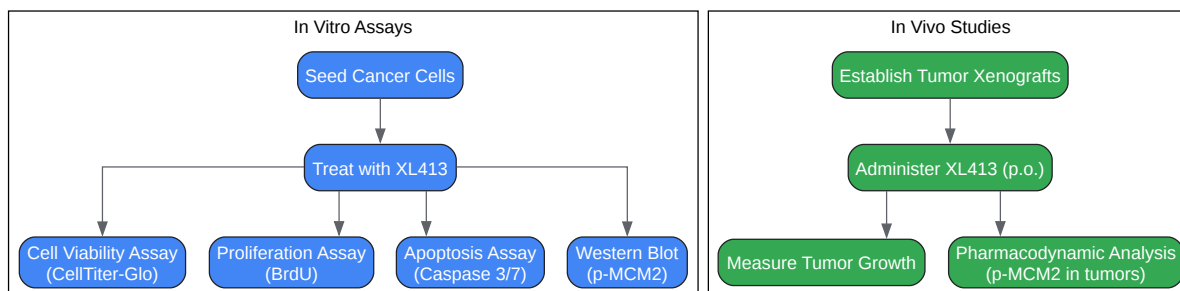 In Vitro Assays
Seed Cancer Cells
Treat with XL413
Cell Viability Assay
(CellTiter-Glo)
Proliferation Assay
(BrdU)
Apoptosis Assay
(Caspase 3/7)
Western Blot
(p-MCM2)
In Vivo Studies
Establish Tumor Xenografts
Administer XL413 (p.o.)
Measure Tumor Growth
Pharmacodynamic Analysis
(p-MCM2 in tumors)